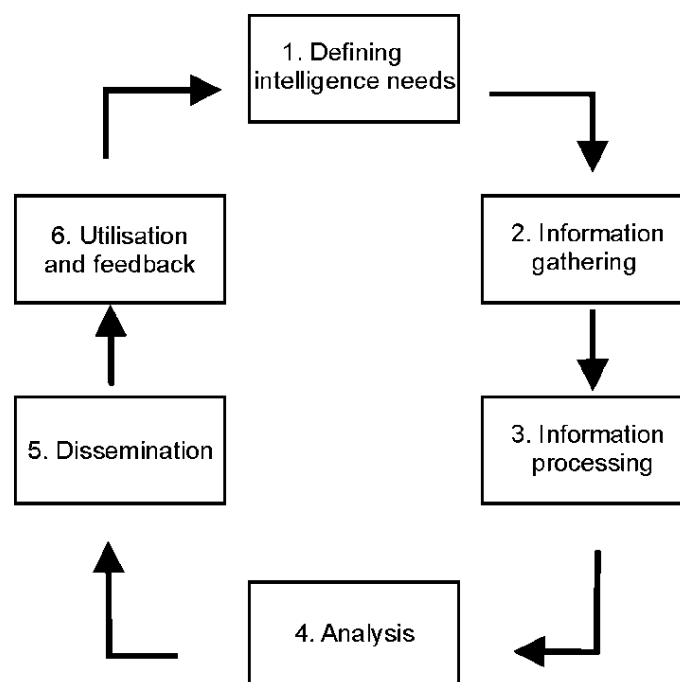 1. Defining
intelligence needs
2. Information
gathering
3. Information
processing
4. Analysis
5. Dissemination
6. Utilisation
and feedback